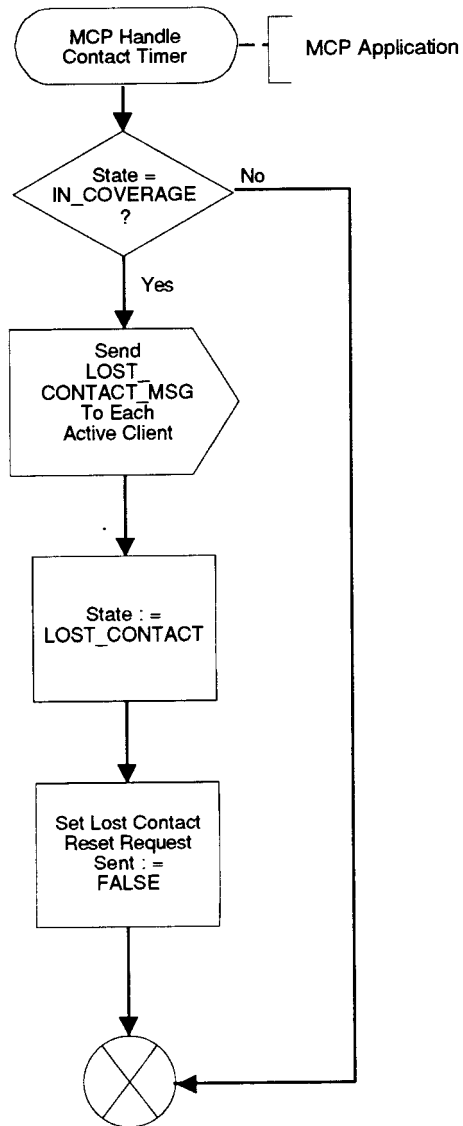 MCP Handle
Contact Timer
MCP Application
State =
IN_COVERAGE
?
No
Yes
Send
LOST_
CONTACT_MSG
To Each
Active Client
State : =
LOST_CONTACT
Set Lost Contact
Reset Request
Sent : =
FALSE